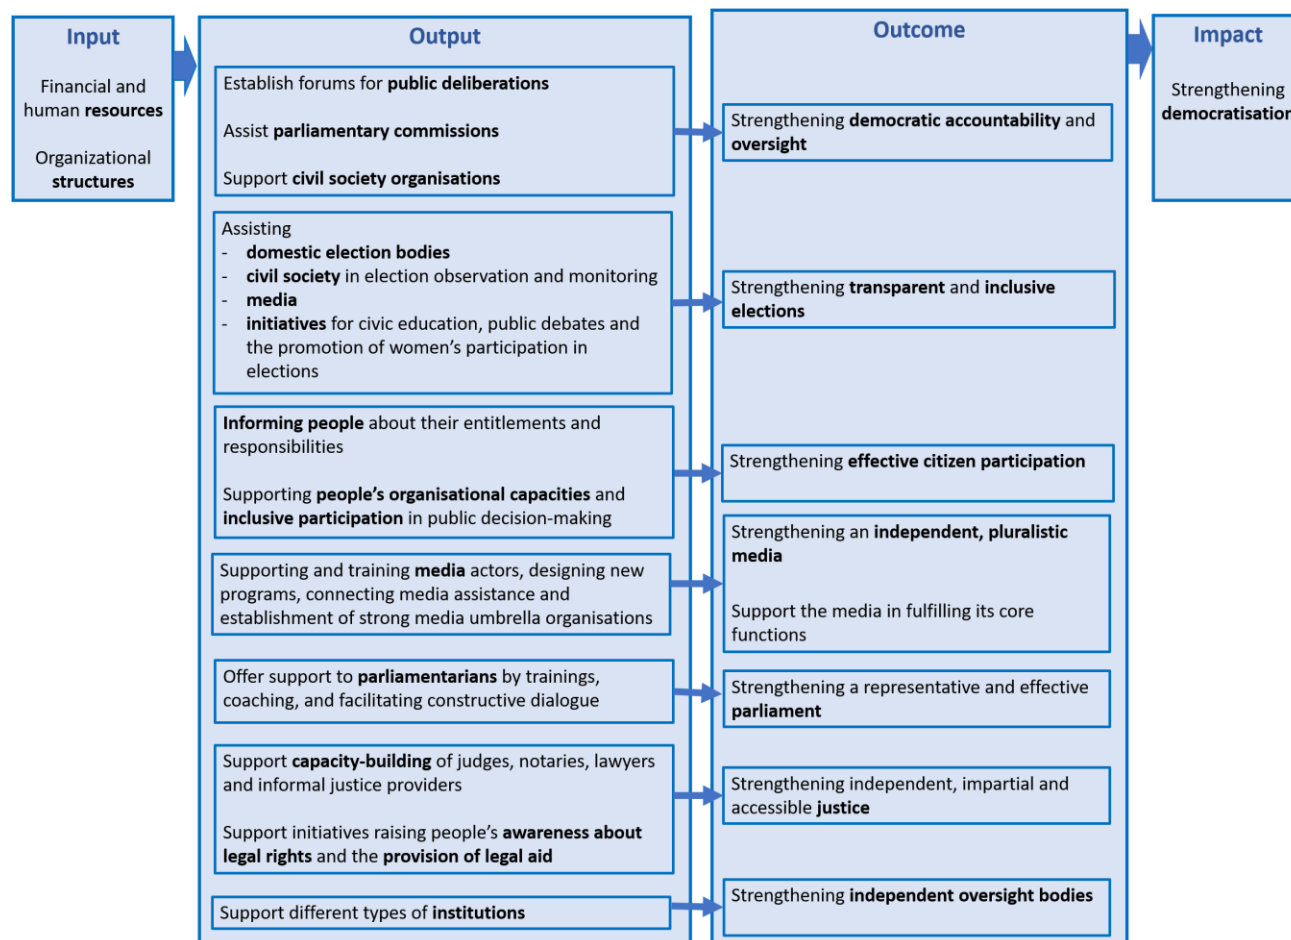 Input
Financial and
human resources
Organizational
structures
Output
Establish forums for public deliberations
Assist parliamentary commissions
Support civil society organisations
Assisting
- domestic election bodies
- civil society in election observation and monitoring
- media
- initiatives for civic education, public debates and
the promotion of women's participation in
elections
Informing people about their entitlements and
responsibilities
Supporting people's organisational capacities and
inclusive participation in public decision-making
Supporting and training media actors, designing new
programs, connecting media assistance and
establishment of strong media umbrella organisations
Offer support to parliamentarians by trainings,
coaching, and facilitating constructive dialogue
Support capacity-building of judges, notaries, lawyers
and informal justice providers
Support initiatives raising people's awareness about
legal rights and the provision of legal aid
Support different types of institutions
Outcome
Strengthening democratic accountability and
oversight
Strengthening transparent and inclusive
elections
Strengthening effective citizen participation
Strengthening an independent, pluralistic
media
Support the media in fulfilling its core
functions
Strengthening a representative and effective
parliament
Strengthening independent, impartial and
accessible justice
Strengthening independent oversight bodies
Impact
Strengthening
democratisation